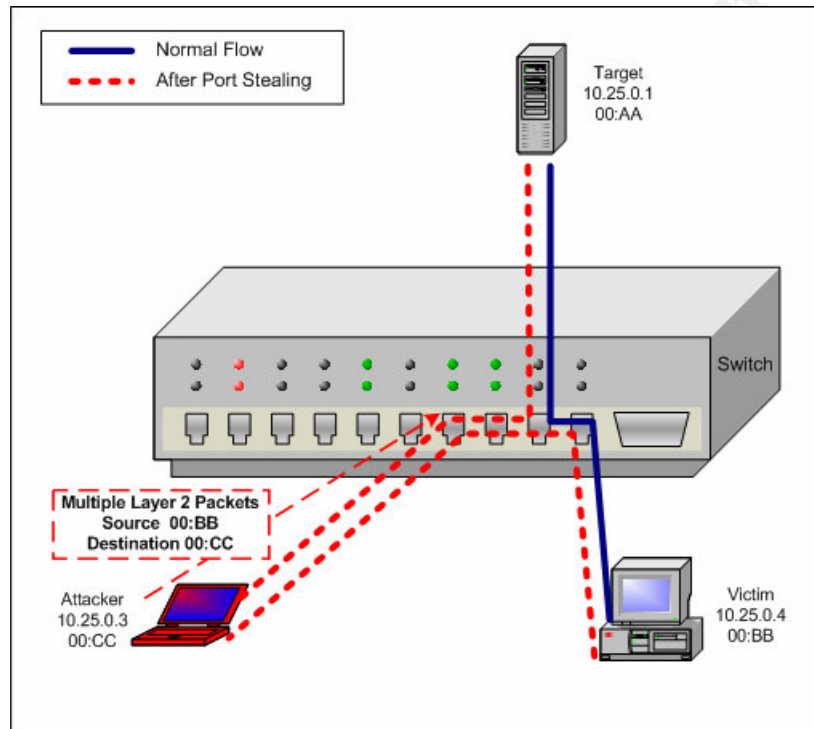 Normal Flow
After Port Stealing
Target
10.25.0.1
00:AA
Switch
Multiple Layer 2 Packets
Source 00:BB
Destination 00:CC
Attacker
10.25.0.3
00:CC
Victim
10.25.0.4
00:BB